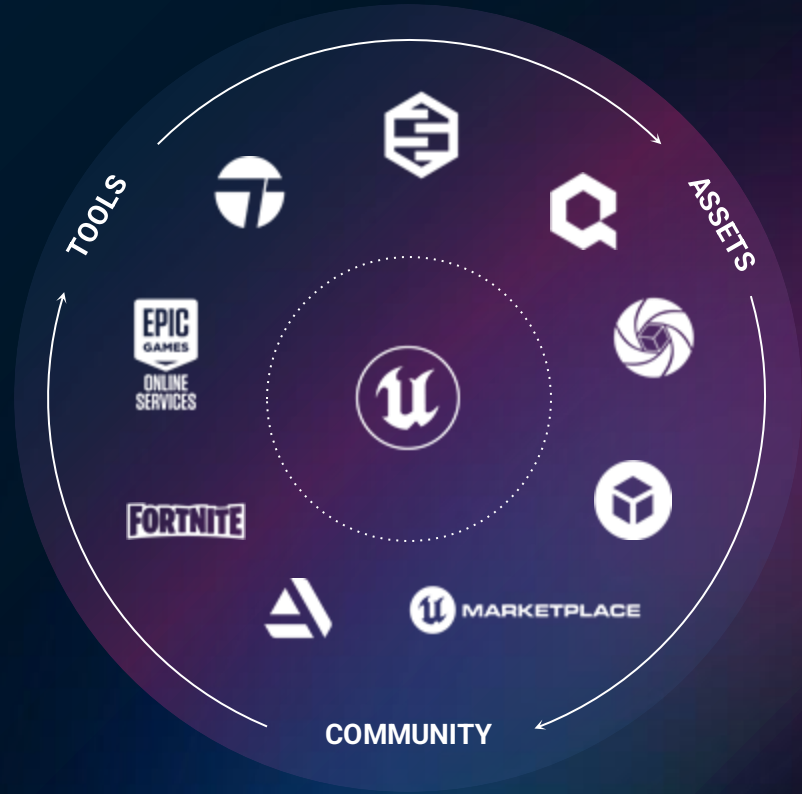 TOOLS
ASSETS
EPIC
GAMES
ONLINE
SERVICES
FORTNITE
MARKETPLACE
COMMUNITY